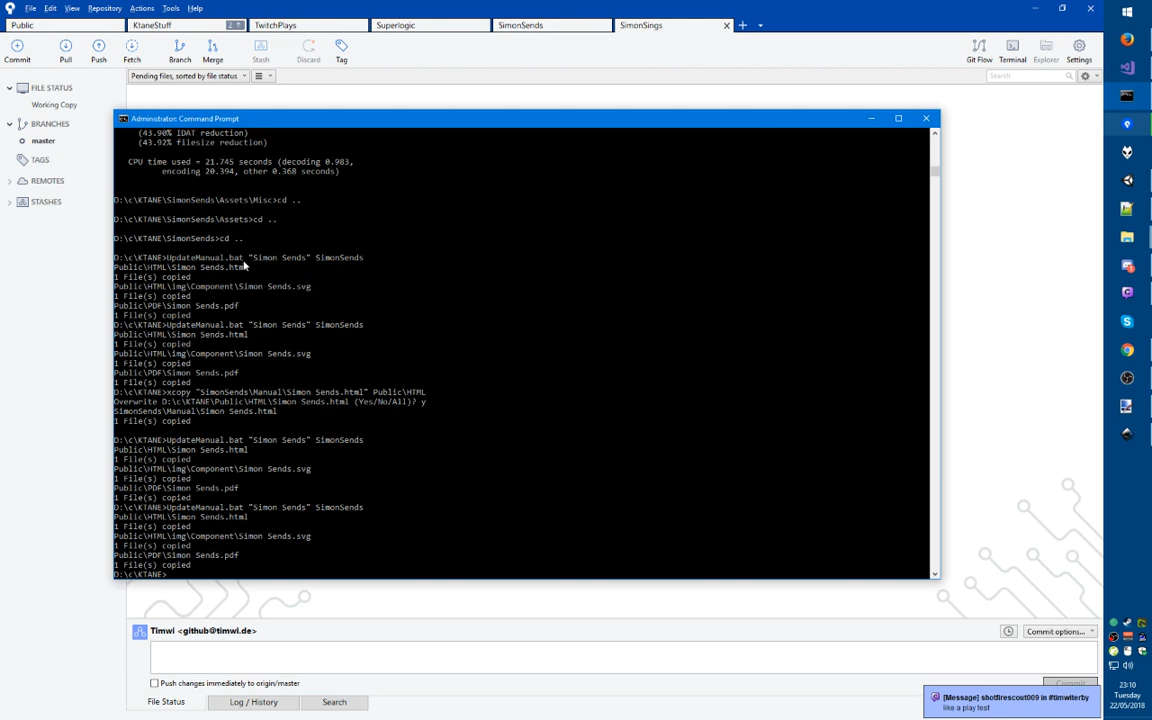 File Edit View Repository Actions Tools Help
Public KtaneStuff 2 TwitchPlays Superlogic SimonSends SimonSings
Commit Pull Push Fetch Branch Merge Stash Discard Tag Git Flow Terminal Explorer Settings
Pending files, sorted by file status Search
FILE STATUS
Working Copy
BRANCHES
master
TAGS
REMOTES
STASHES
Administrator: Command Prompt
(43.90% IDAT reduction)
(43.92% filesize reduction)
CPU time used = 21.745 seconds (decoding 0.983,
encoding 20.394, other 0.368 seconds)
D:\c\KTANE\SimonSends\Assets\Misc>cd ..
D:\c\KTANE\SimonSends\Assets>cd ..
D:\c\KTANE\SimonSends>cd ..
D:\c\KTANE>UpdateManual.bat "Simon Sends" SimonSends
Public\HTML\Simon Sends.html
1 File(s) copied
Public\HTML\img\Component\Simon Sends.svg
1 File(s) copied
Public\PDF\Simon Sends.pdf
1 File(s) copied
D:\c\KTANE>UpdateManual.bat "Simon Sends" SimonSends
Public\HTML\Simon Sends.html
1 File(s) copied
Public\HTML\img\Component\Simon Sends.svg
1 File(s) copied
Public\PDF\Simon Sends.pdf
1 File(s) copied
D:\c\KTANE>xcopy "SimonSends\Manual\Simon Sends.html" Public\HTML
Overwrite D:\c\KTANE\Public\HTML\Simon Sends.html (Yes/No/All)? y
SimonSends\Manual\Simon Sends.html
1 File(s) copied
D:\c\KTANE>UpdateManual.bat "Simon Sends" SimonSends
Public\HTML\Simon Sends.html
1 File(s) copied
Public\HTML\img\Component\Simon Sends.svg
1 File(s) copied
Public\PDF\Simon Sends.pdf
1 File(s) copied
D:\c\KTANE>UpdateManual.bat "Simon Sends" SimonSends
Public\HTML\Simon Sends.html
1 File(s) copied
Public\HTML\img\Component\Simon Sends.svg
1 File(s) copied
Public\PDF\Simon Sends.pdf
1 File(s) copied
D:\c\KTANE>
Timwi <github@timwi.de> Commit options...
Push changes immediately to origin/master Commit
File Status Log / History Search
[Message] shotfirescout009 in #timwiterby
like a play test
23:10
Tuesday
22/05/2018